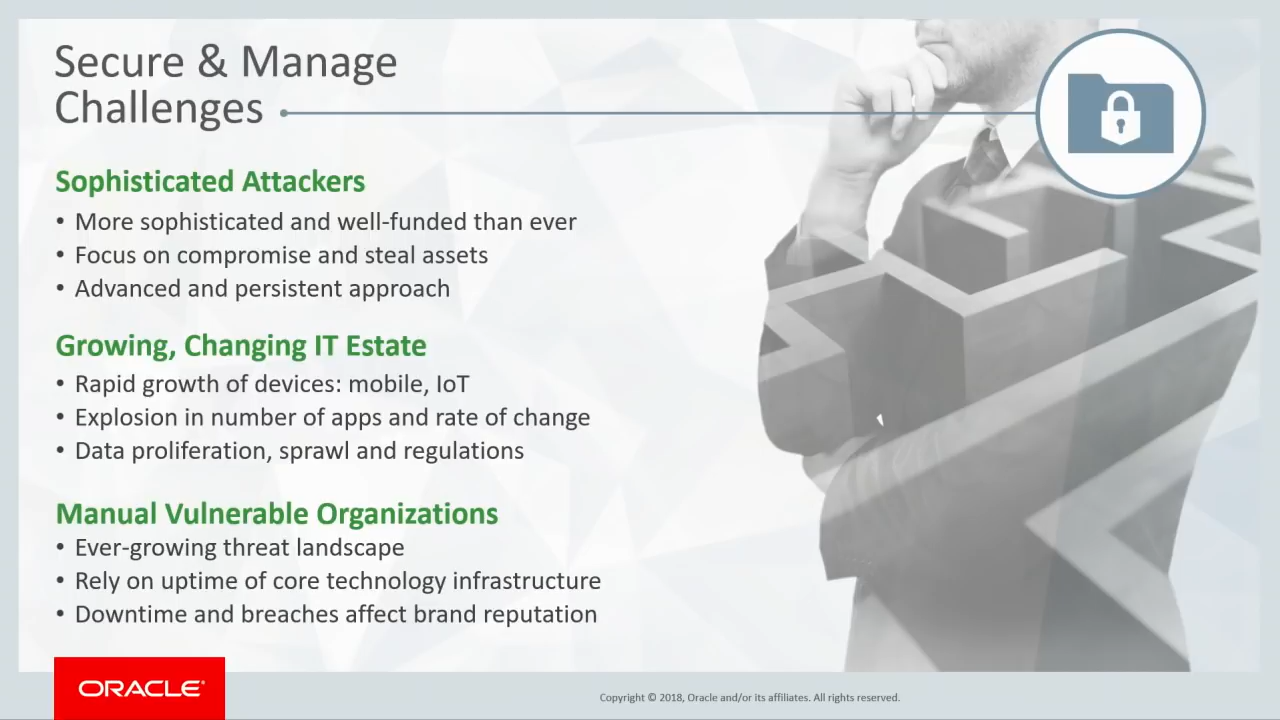 Secure & Manage
Challenges
Sophisticated Attackers
• More sophisticated and well-funded than ever
• Focus on compromise and steal assets
• Advanced and persistent approach
Growing, Changing IT Estate
• Rapid growth of devices: mobile, IoT
• Explosion in number of apps and rate of change
• Data proliferation, sprawl and regulations
Manual Vulnerable Organizations
• Ever-growing threat landscape
• Rely on uptime of core technology infrastructure
• Downtime and breaches affect brand reputation
ORACLE®
Copyright © 2018, Oracle and/or its affiliates. All rights reserved.